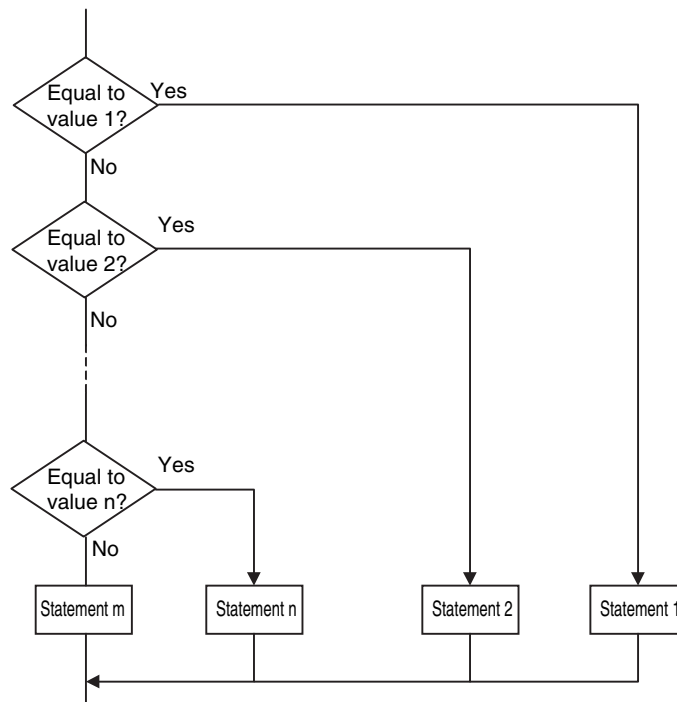 Equal to
value 1?
Yes
No
Equal to
value 2?
Yes
No
Equal to
value n?
Yes
No
Statement m
Statement n
Statement 2
Statement 1